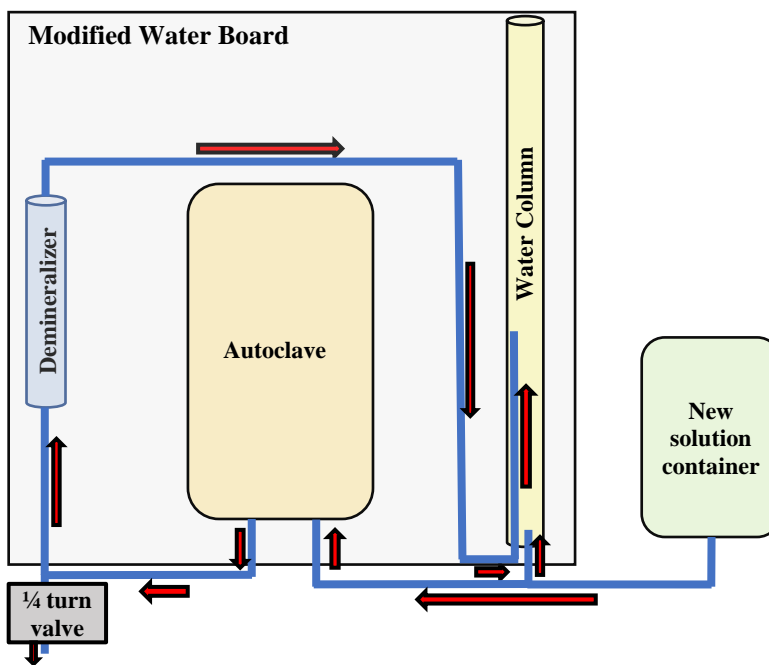 Modified Water Board
Water Column
Demineralizer
Autoclave
New
solution
container
¼ turn
valve